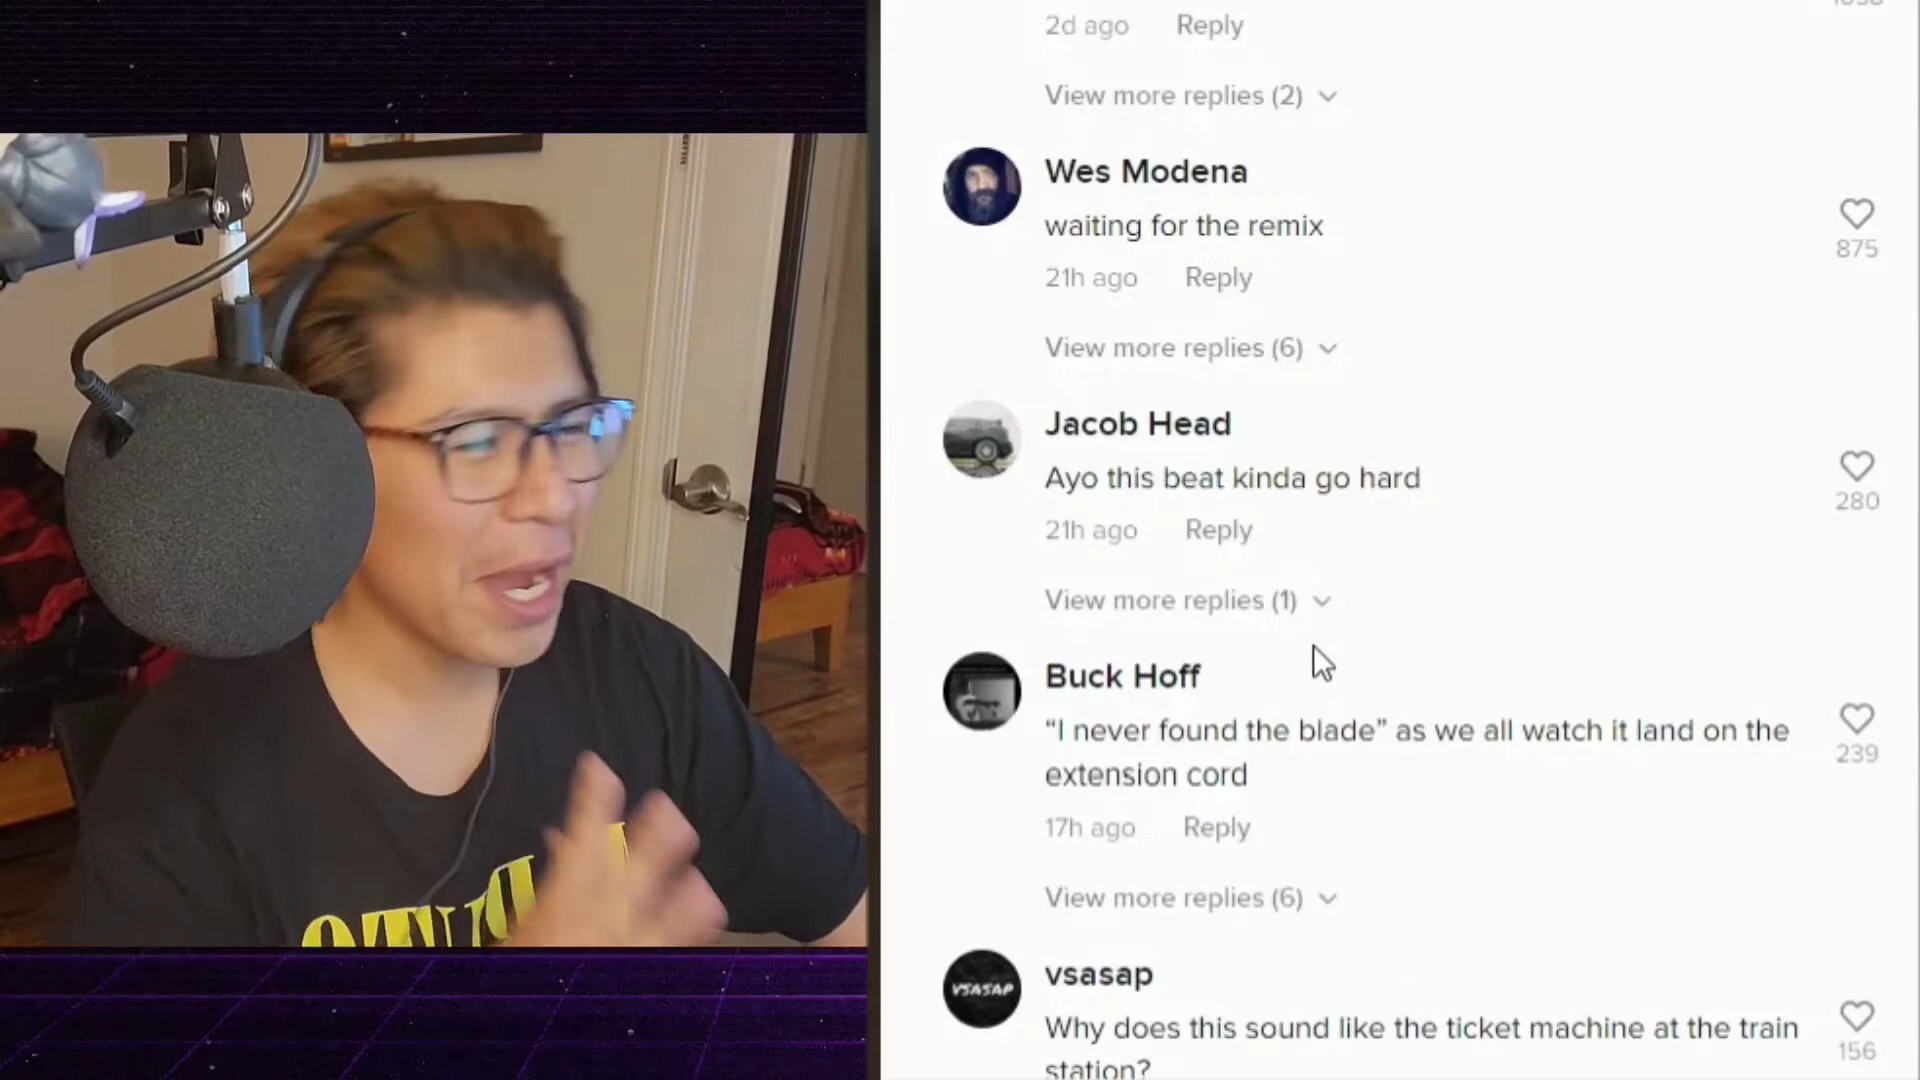 2d ago Reply
View more replies (2)
Wes Modena
waiting for the remix
875
21h ago Reply
View more replies (6)
Jacob Head
Ayo this beat kinda go hard
280
21h ago Reply
View more replies (1)
Buck Hoff
“I never found the blade” as we all watch it land on the
extension cord
239
17h ago Reply
View more replies (6)
VSASAP
vsasap
Why does this sound like the ticket machine at the train
station?
156